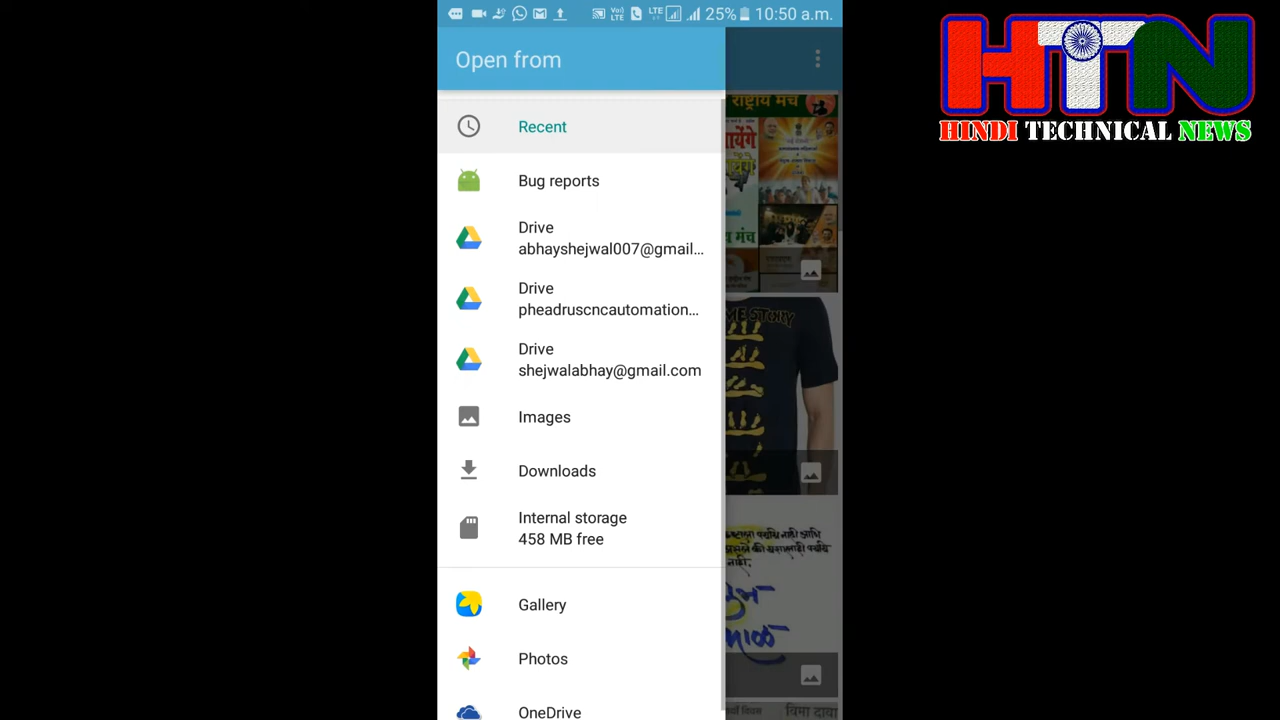 25% 10:50 a.m.
HTN
HINDI TECHNICAL NEWS
Open from
Recent
Bug reports
Drive
abhayshejwal007@gmail...
Drive
pheadruscncautomation...
Drive
shejwalabhay@gmail.com
Images
Downloads
Internal storage
458 MB free
Gallery
Photos
OneDrive
राष्ट्रीय मंच